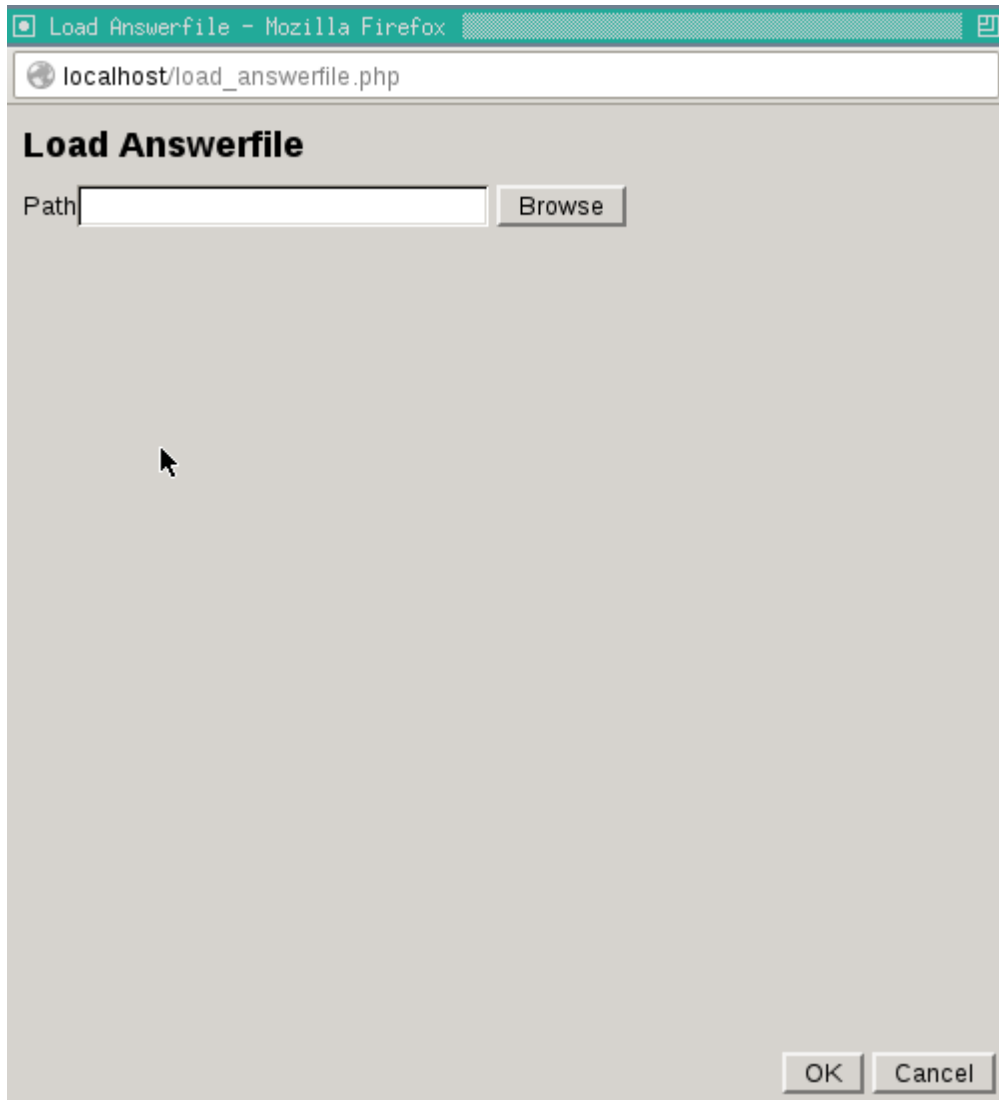 Load Answerfile - Mozilla Firefox
localhost/load_answerfile.php
Load Answerfile
Path Browse
OK Cancel